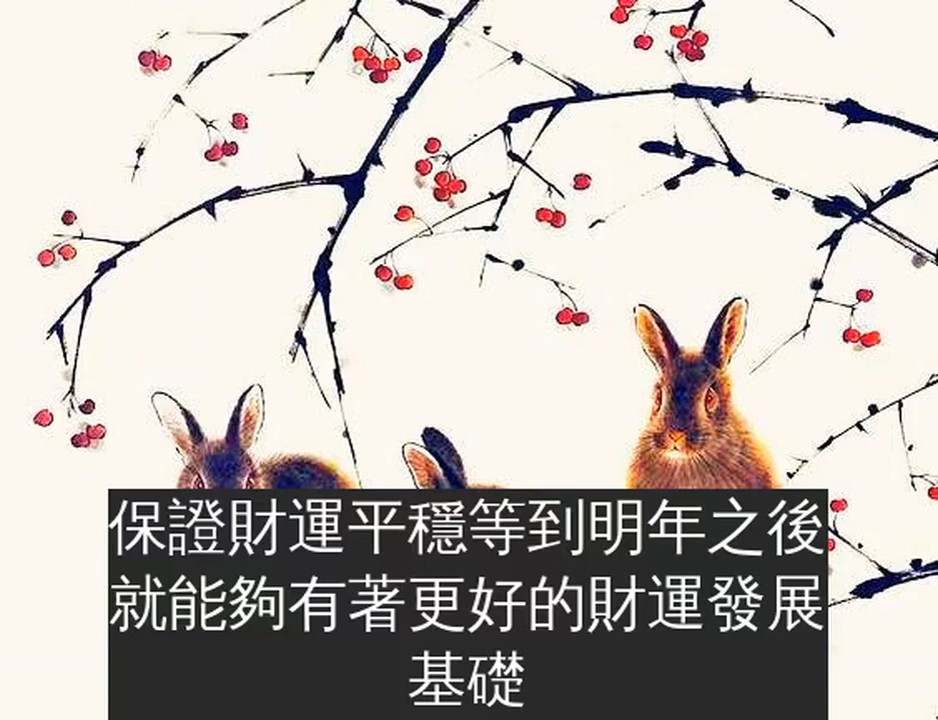 保證財運平穩等到明年之後
就能夠有著更好的財運發展
基礎